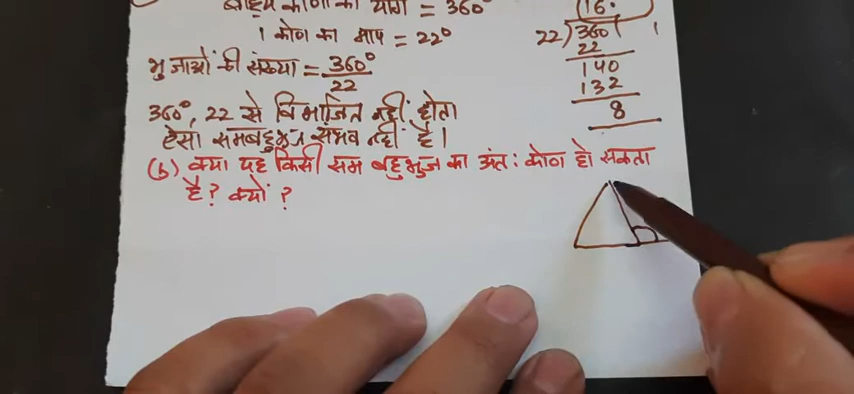 बाह्य कोणों का योग = 360°
1 कोण का माप = 22°
भुजाओं की संख्या = 360° / 22
360°, 22 से विभाजित नहीं होता
ऐसा समबहुभुज संभव नहीं है।
(b) क्या यह किसी सम बहुभुज का अंत: कोण हो सकता
है? क्यों ?
16.
22) 360 (
22
140
132
8